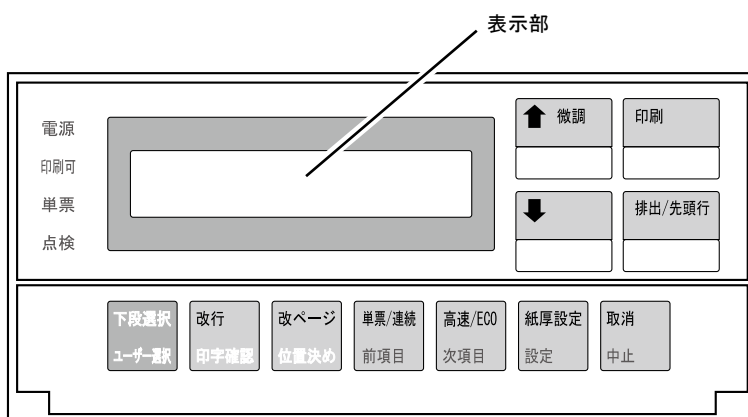 表示部
電源
印刷可
単票
点検
微調
印刷
排出/先頭行
下段選択
ユーザー選択
改行
印字確認
改ページ
位置決め
単票/連続
前項目
高速/ECO
次項目
紙厚設定
設定
取消
中止